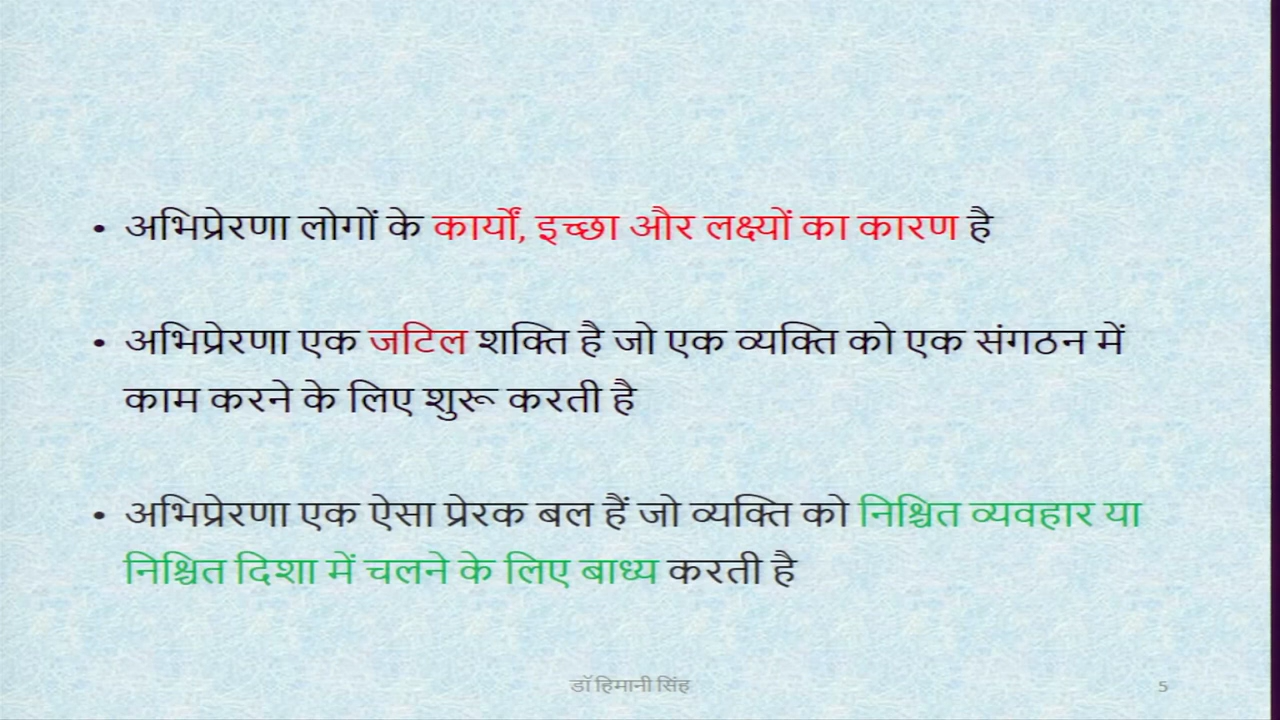 • अभिप्रेरणा लोगों के कार्यों, इच्छा और लक्ष्यों का कारण है
• अभिप्रेरणा एक जटिल शक्ति है जो एक व्यक्ति को एक संगठन में
काम करने के लिए शुरू करती है
• अभिप्रेरणा एक ऐसा प्रेरक बल हैं जो व्यक्ति को निश्चित व्यवहार या
निश्चित दिशा में चलने के लिए बाध्य करती है
डॉ हिमानी सिंह 5